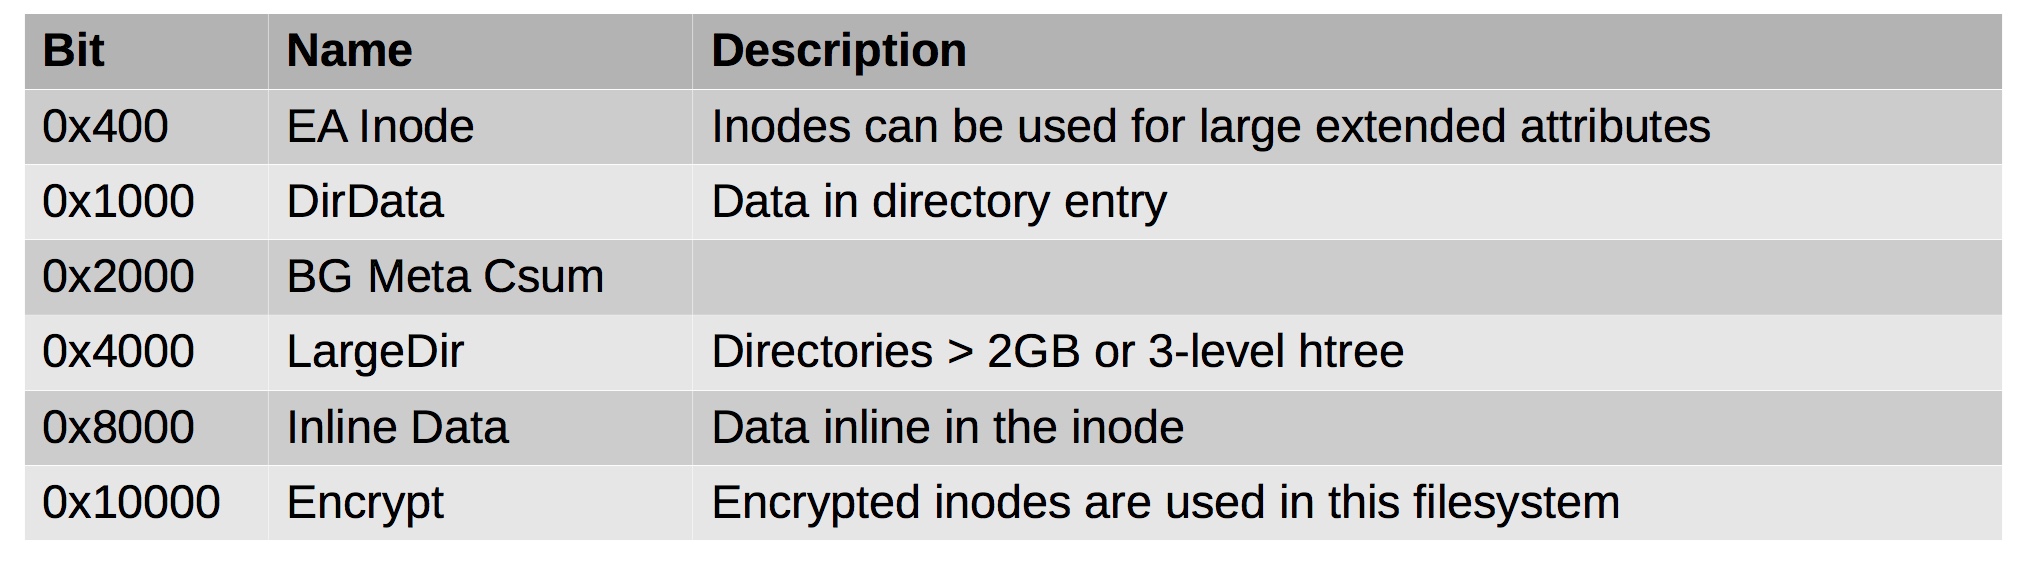 Bit Name Description
0x400 EA Inode Inodes can be used for large extended attributes
0x1000 DirData Data in directory entry
0x2000 BG Meta Csum
0x4000 LargeDir Directories > 2GB or 3-level htree
0x8000 Inline Data Data inline in the inode
0x10000 Encrypt Encrypted inodes are used in this filesystem